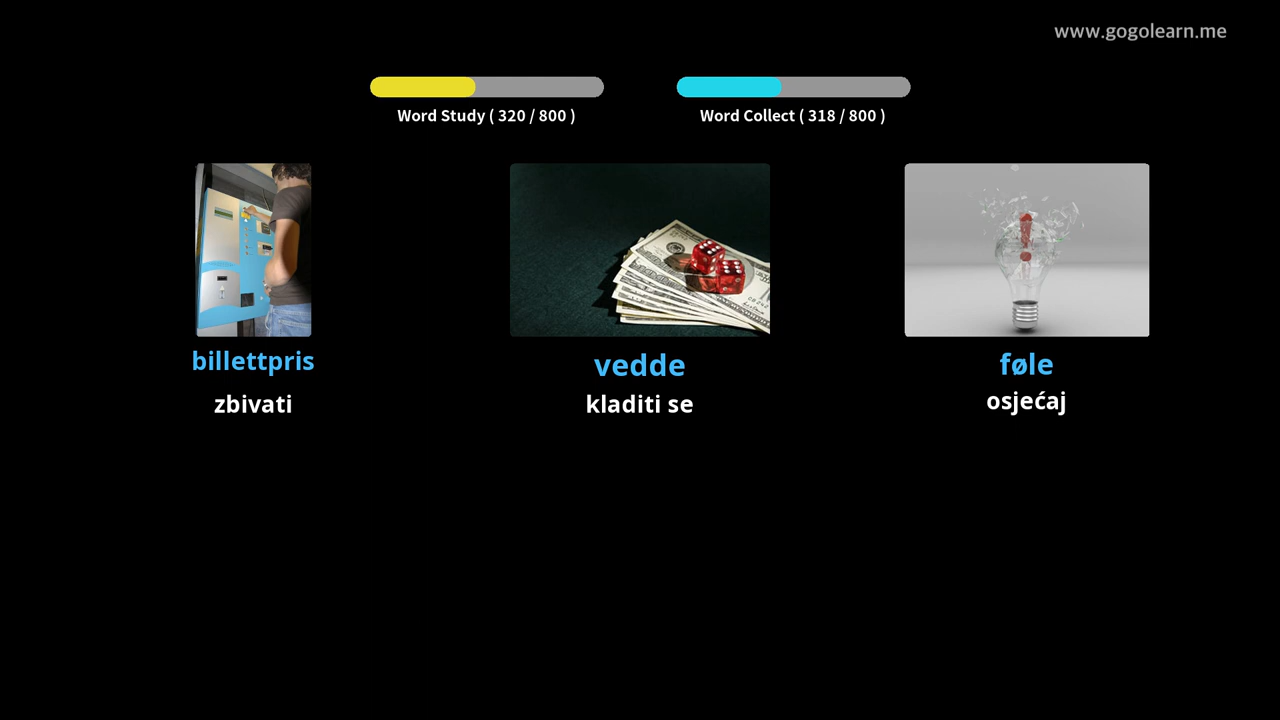 www.gogolearn.me
Word Study ( 320 / 800 )
Word Collect ( 318 / 800 )
billettpris
vedde
føle
zbivati
kladiti se
osjećaj